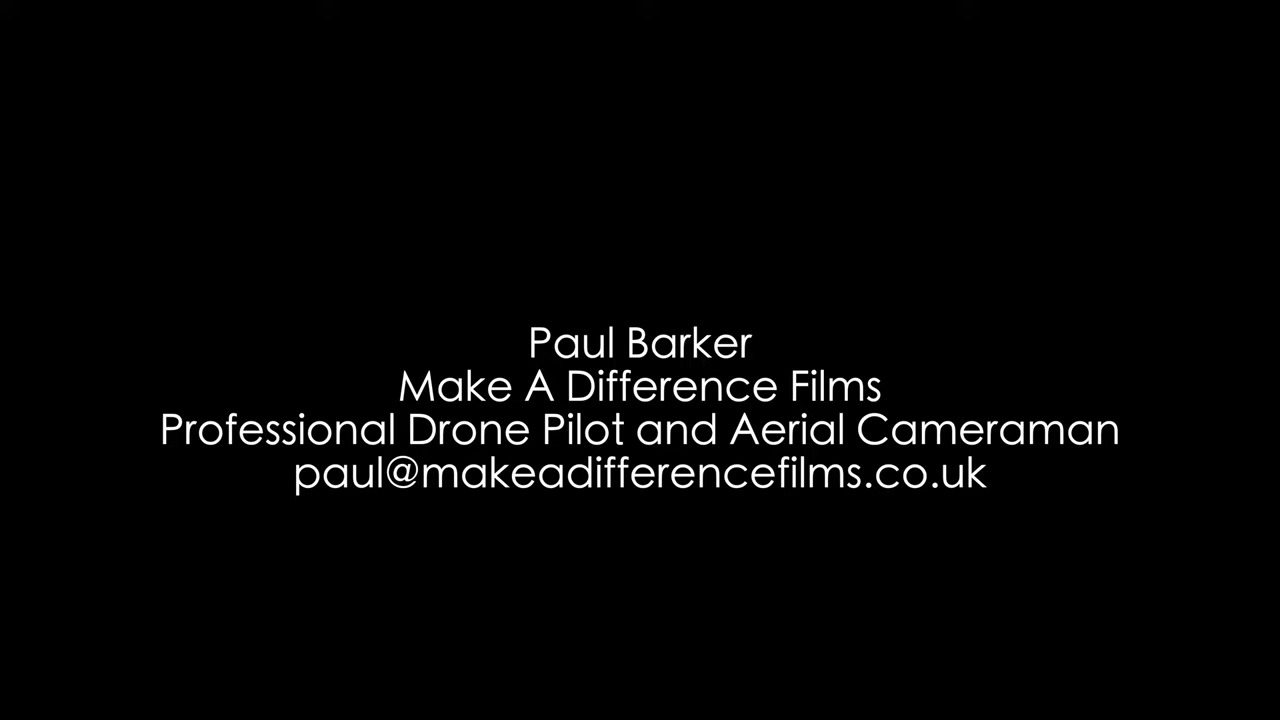 Paul Barker
Make A Difference Films
Professional Drone Pilot and Aerial Cameraman
paul@makeadifferencefilms.co.uk